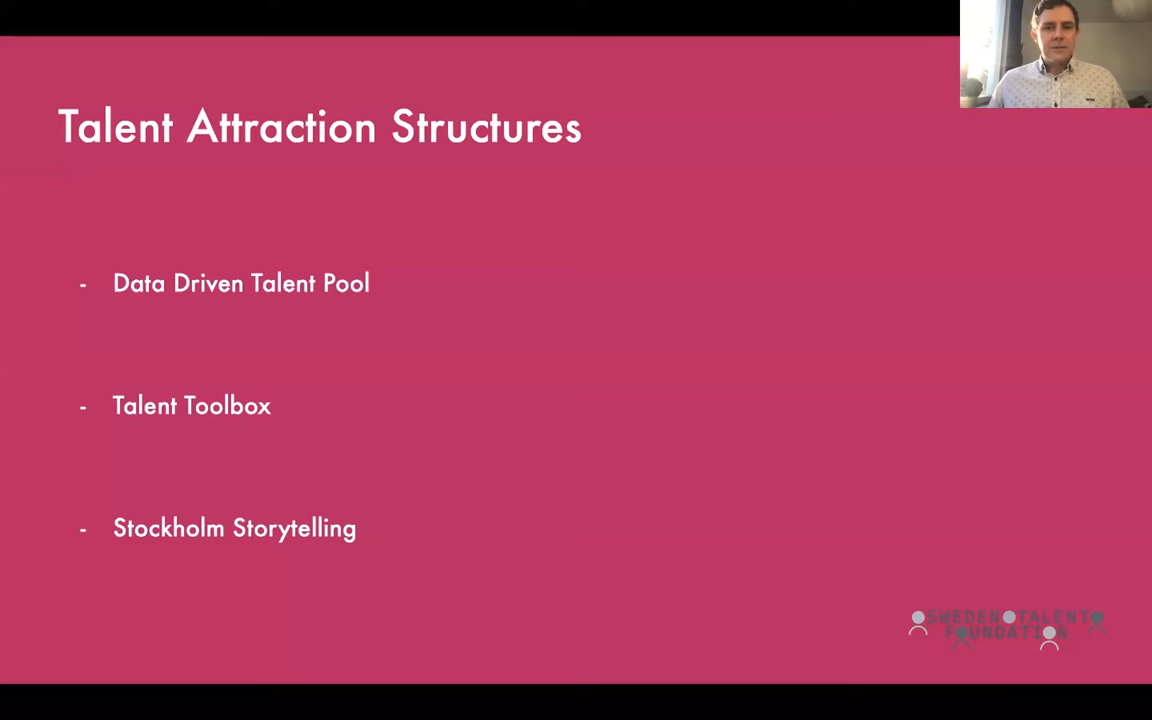 Talent Attraction Structures
- Data Driven Talent Pool
- Talent Toolbox
- Stockholm Storytelling
SWEDEN TALENT
FOUNDATION